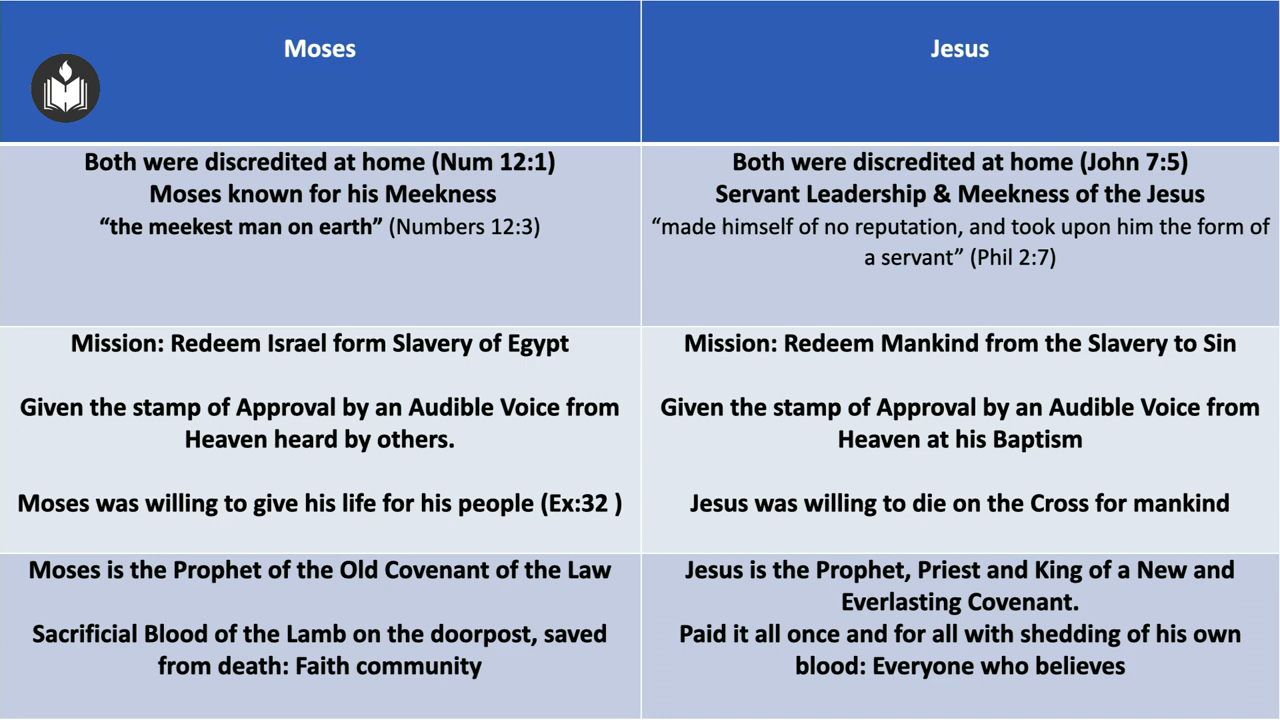 Moses
Jesus
Both were discredited at home (Num 12:1)
Moses known for his Meekness
“the meekest man on earth” (Numbers 12:3)
Both were discredited at home (John 7:5)
Servant Leadership & Meekness of the Jesus
“made himself of no reputation, and took upon him the form of
a servant” (Phil 2:7)
Mission: Redeem Israel form Slavery of Egypt
Given the stamp of Approval by an Audible Voice from
Heaven heard by others.
Moses was willing to give his life for his people (Ex:32 )
Mission: Redeem Mankind from the Slavery to Sin
Given the stamp of Approval by an Audible Voice from
Heaven at his Baptism
Jesus was willing to die on the Cross for mankind
Moses is the Prophet of the Old Covenant of the Law
Sacrificial Blood of the Lamb on the doorpost, saved
from death: Faith community
Jesus is the Prophet, Priest and King of a New and
Everlasting Covenant.
Paid it all once and for all with shedding of his own
blood: Everyone who believes